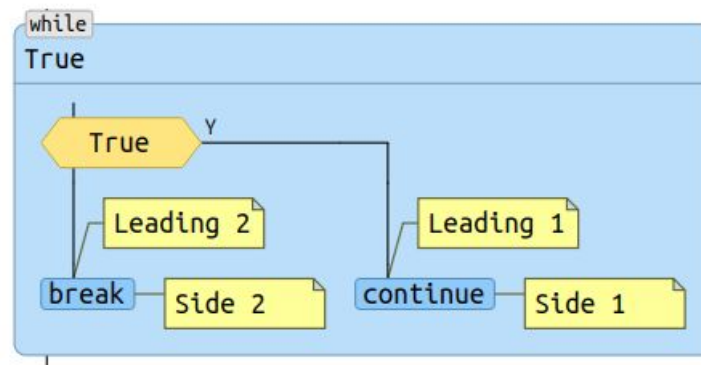 while
True
True
Y
Leading 2
Leading 1
break
Side 2
continue
Side 1